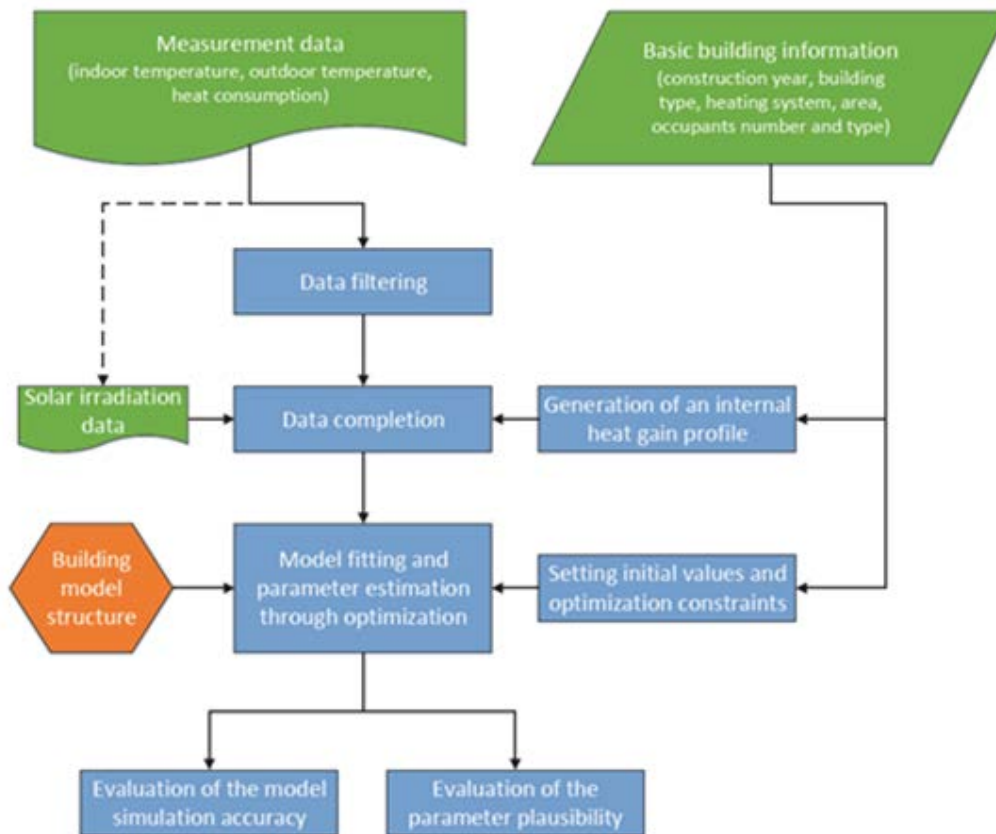 Measurement data
(indoor temperature, outdoor temperature,
heat consumption)
Basic building information
(construction year, building
type, heating system, area,
occupants number and type)
Data filtering
Solar irradiation
data
Data completion
Generation of an internal
heat gain profile
Building
model
structure
Model fitting and
parameter estimation
through optimization
Setting initial values and
optimization constraints
Evaluation of the model
simulation accuracy
Evaluation of the
parameter plausibility